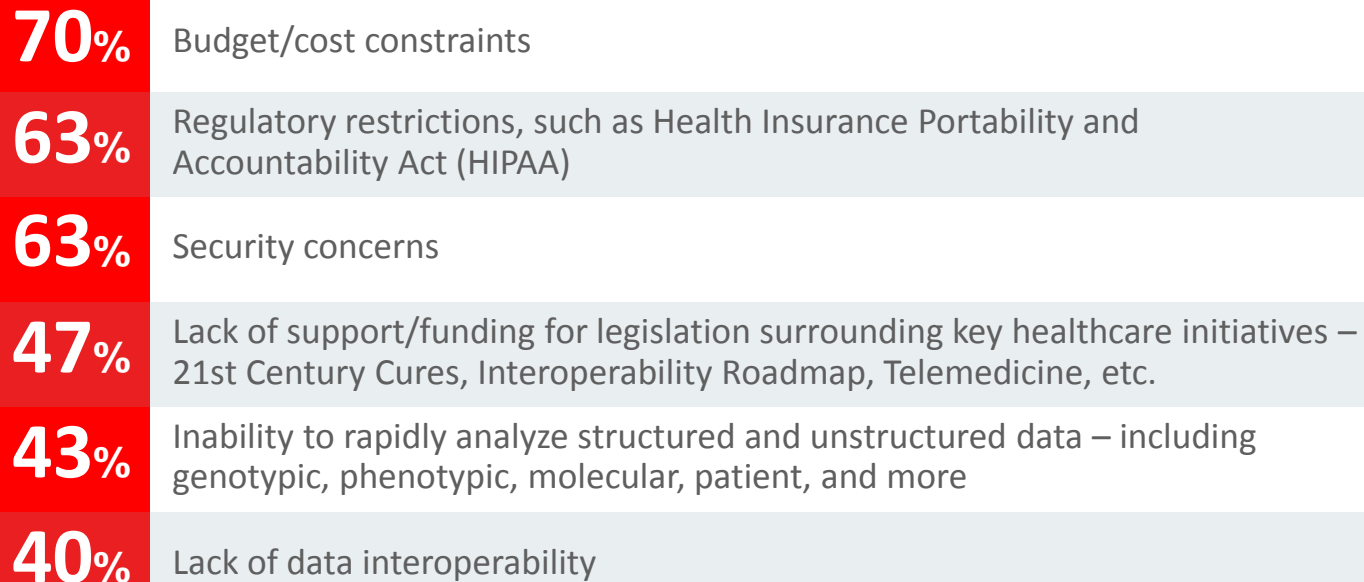 70% Budget/cost constraints
63% Regulatory restrictions, such as Health Insurance Portability and
Accountability Act (HIPAA)
63% Security concerns
47% Lack of support/funding for legislation surrounding key healthcare initiatives –
21st Century Cures, Interoperability Roadmap, Telemedicine, etc.
43% Inability to rapidly analyze structured and unstructured data – including
genotypic, phenotypic, molecular, patient, and more
40% Lack of data interoperability